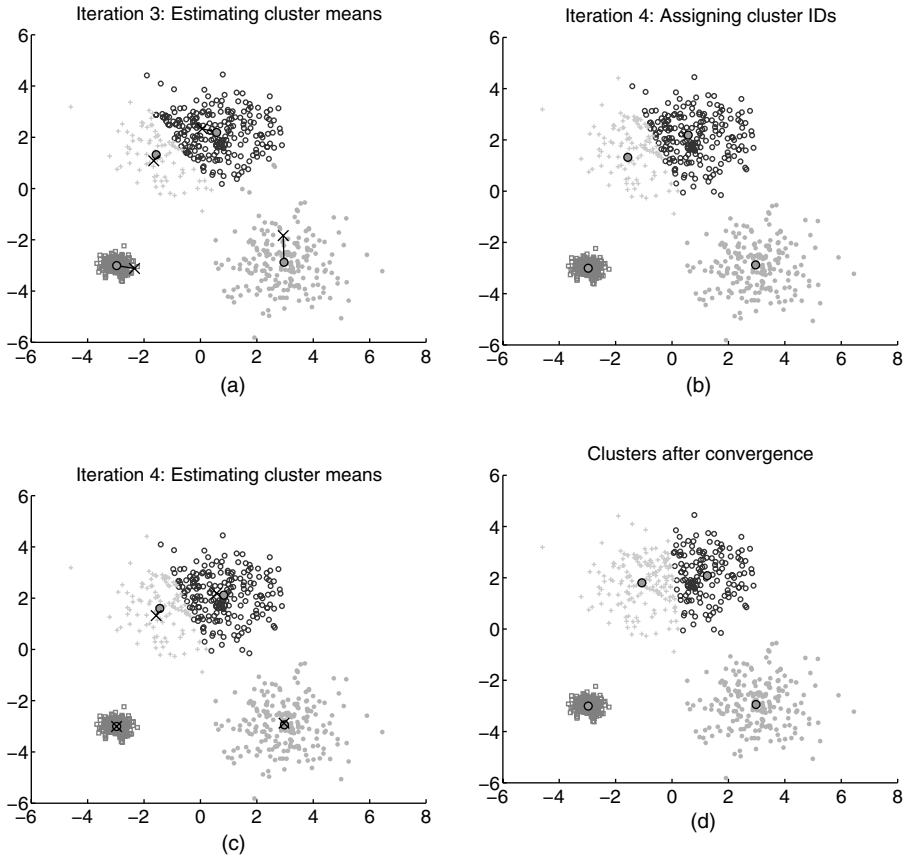 Iteration 3: Estimating cluster means
6
4
2
0
−2
−4
−6
−6 −4 −2 0 2 4 6 8
(a)
Iteration 4: Assigning cluster IDs
6
4
2
0
−2
−4
−6
−6 −4 −2 0 2 4 6 8
(b)
Iteration 4: Estimating cluster means
6
4
2
0
−2
−4
−6
−6 −4 −2 0 2 4 6 8
(c)
Clusters after convergence
6
4
2
0
−2
−4
−6
−6 −4 −2 0 2 4 6 8
(d)